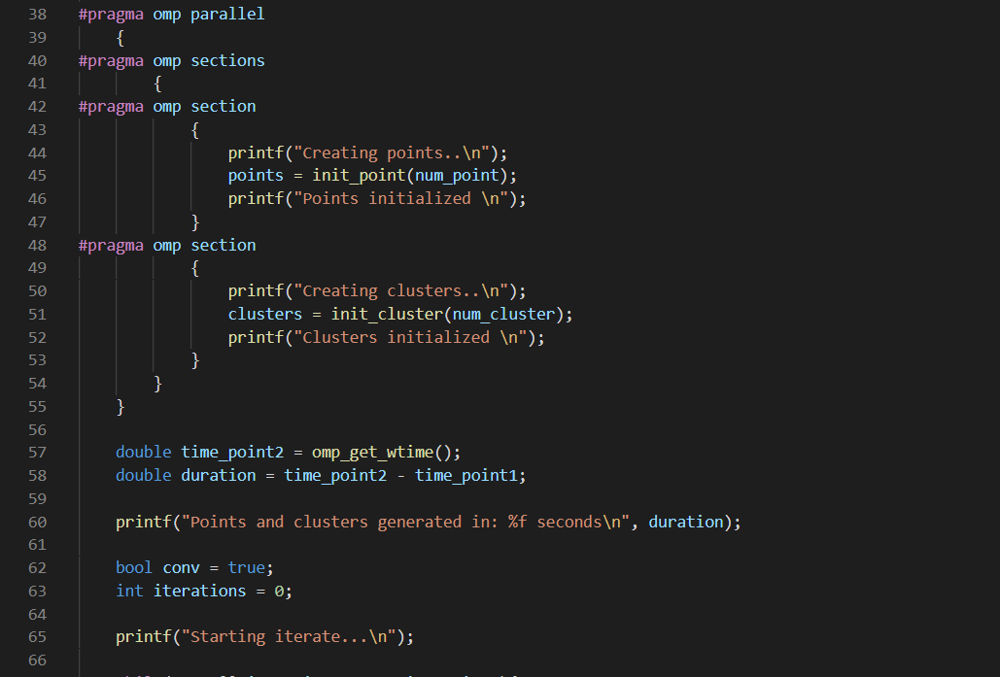 38 #pragma omp parallel
39 {
40 #pragma omp sections
41 {
42 #pragma omp section
43 {
44 printf("Creating points..\n");
45 points = init_point(num_point);
46 printf("Points initialized \n");
47 }
48 #pragma omp section
49 {
50 printf("Creating clusters..\n");
51 clusters = init_cluster(num_cluster);
52 printf("Clusters initialized \n");
53 }
54 }
55 }
56
57 double time_point2 = omp_get_wtime();
58 double duration = time_point2 - time_point1;
59
60 printf("Points and clusters generated in: %f seconds\n", duration);
61
62 bool conv = true;
63 int iterations = 0;
64
65 printf("Starting iterate...\n");
66